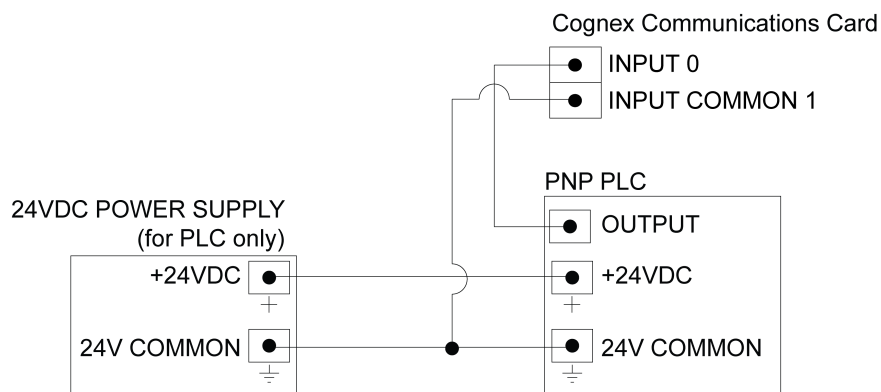 Cognex Communications Card
INPUT 0
INPUT COMMON 1
PNP PLC
24VDC POWER SUPPLY
(for PLC only)
OUTPUT
+24VDC
+24VDC
24V COMMON
24V COMMON